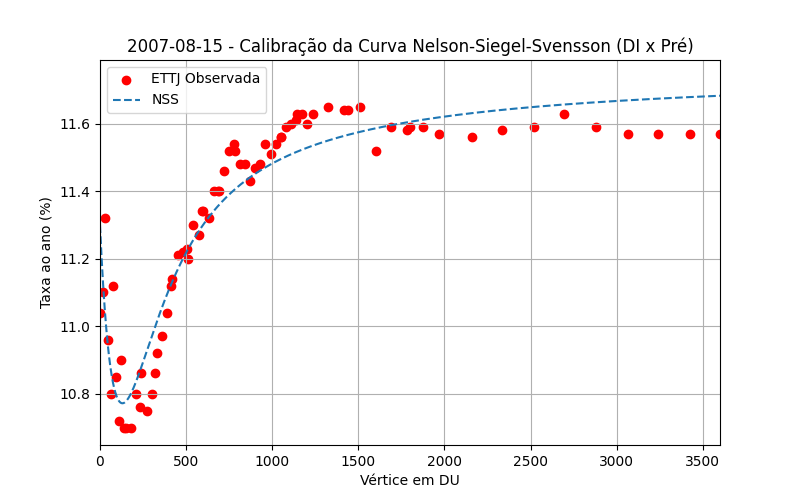 2007-08-15 - Calibração da Curva Nelson-Siegel-Svensson (DI x Pré)
ETTJ Observada
NSS
Taxa ao ano (%)
11.6
11.4
11.2
11.0
10.8
0 500 1000 1500 2000 2500 3000 3500
Vértice em DU